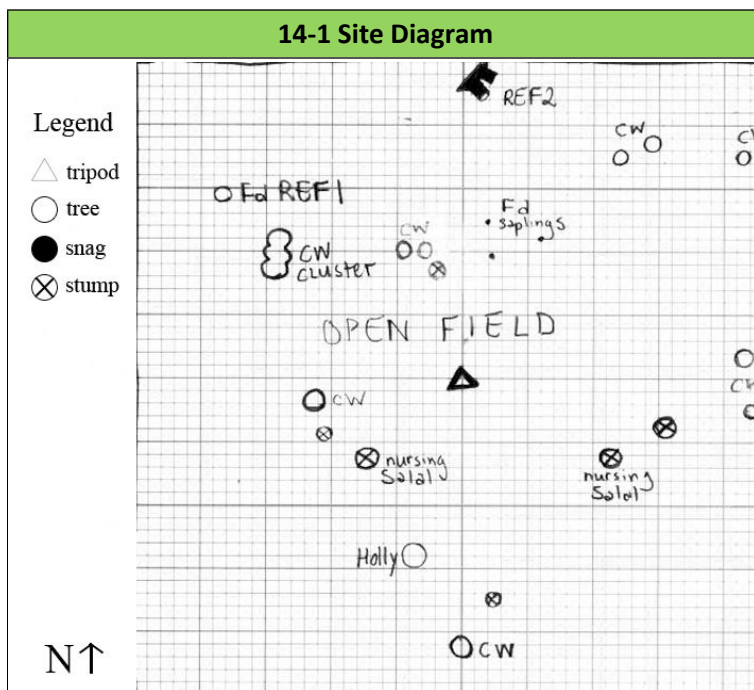 14-1 Site Diagram
Legend
tripod
tree
snag
stump
N↑
REF2
CW
Fd REF1
Fd
saplings
CW
CW
cluster
OPEN FIELD
CW
nursing
Salal
nursing
Salal
Holly
CW